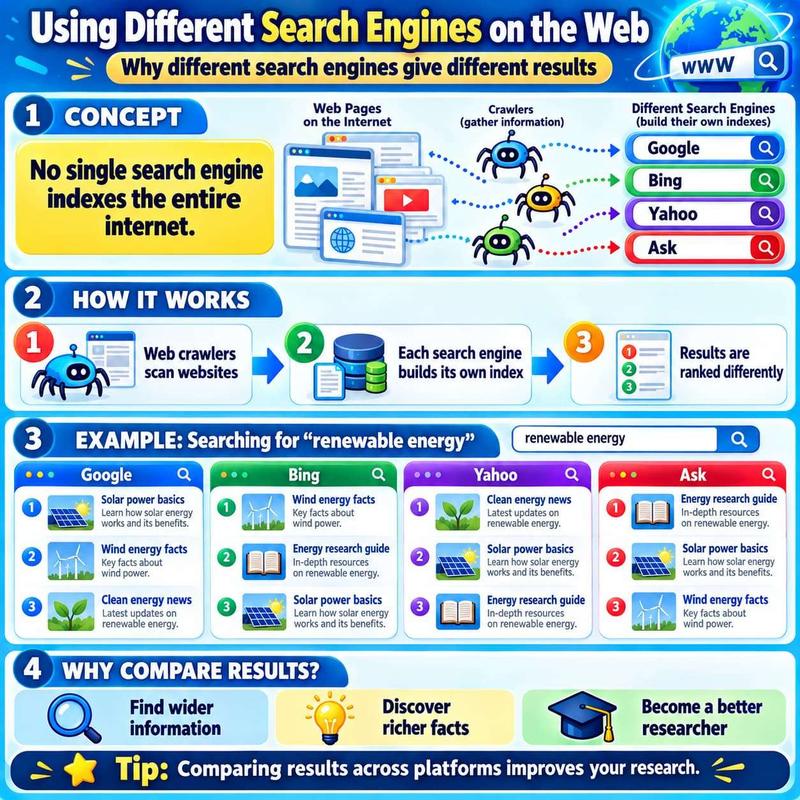 Using Different Search Engines on the Web
Why different search engines give different results
www
1 CONCEPT
No single search engine
indexes the entire
internet.
Web Pages
on the Internet
Crawlers
(gather information)
Different Search Engines
(build their own indexes)
Google
Bing
Yahoo
Ask
2 HOW IT WORKS
1
Web crawlers
scan websites
2
Each search engine
builds its own index
3
1
2
3
Results are
ranked differently
3 EXAMPLE: Searching for “renewable energy”
renewable energy
Google
1 Solar power basics
Learn how solar energy
works and its benefits.
2 Wind energy facts
Key facts about
wind power.
3 Clean energy news
Latest updates on
renewable energy.
Bing
1 Wind energy facts
Key facts about
wind power.
2 Energy research guide
In-depth resources
on renewable energy.
3 Solar power basics
Learn how solar energy
works and its benefits.
Yahoo
1 Clean energy news
Latest updates on
renewable energy.
2 Solar power basics
Learn how solar energy
works and its benefits.
3 Energy research guide
In-depth resources
on renewable energy.
Ask
1 Energy research guide
In-depth resources
on renewable energy.
2 Solar power basics
Learn how solar energy
works and its benefits.
3 Wind energy facts
Key facts about
wind power.
4 WHY COMPARE RESULTS?
Find wider
information
Discover
richer facts
Become a better
researcher
Tip: Comparing results across platforms improves your research.